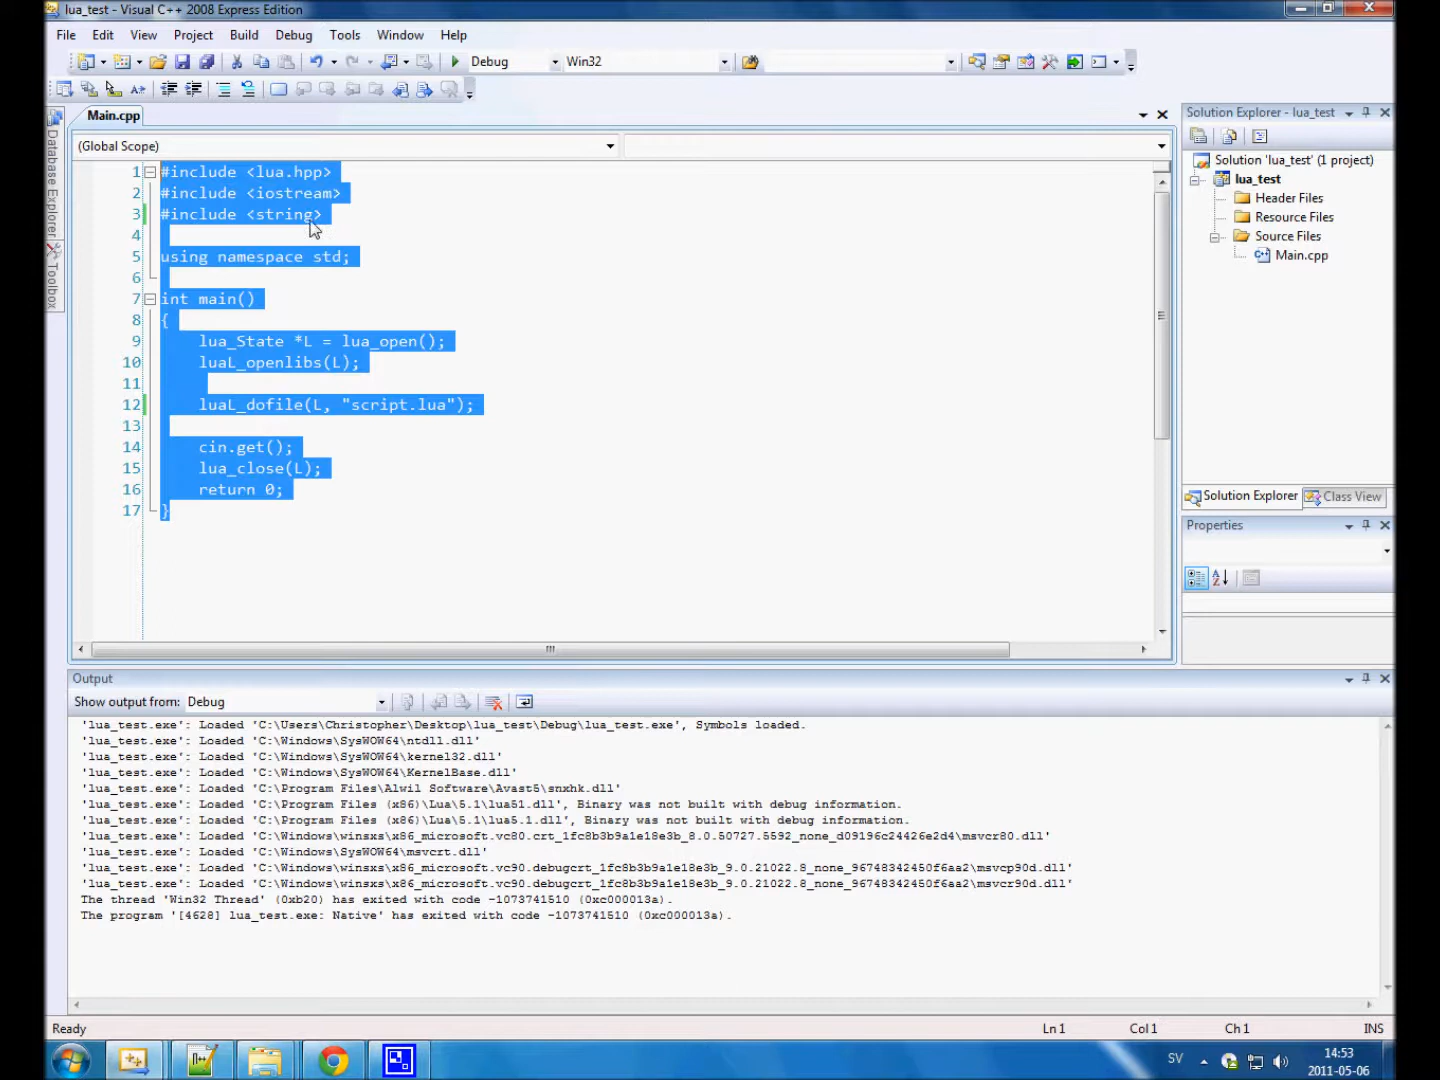 lua_test - Visual C++ 2008 Express Edition
File Edit View Project Build Debug Tools Window Help
Debug Win32
Main.cpp
(Global Scope)
1 #include <lua.hpp>
2 #include <iostream>
3 #include <string>
4
5 using namespace std;
6
7 int main()
8 {
9 lua_State *L = lua_open();
10 luaL_openlibs(L);
11
12 luaL_dofile(L, "script.lua");
13
14 cin.get();
15 lua_close(L);
16 return 0;
17 }
Database Explorer
Toolbox
Solution Explorer - lua_test
Solution 'lua_test' (1 project)
lua_test
Header Files
Resource Files
Source Files
Main.cpp
Solution Explorer Class View
Properties
Output
Show output from: Debug
'lua_test.exe': Loaded 'C:\Users\Christopher\Desktop\lua_test\Debug\lua_test.exe', Symbols loaded.
'lua_test.exe': Loaded 'C:\Windows\SysWOW64\ntdll.dll'
'lua_test.exe': Loaded 'C:\Windows\SysWOW64\kernel32.dll'
'lua_test.exe': Loaded 'C:\Windows\SysWOW64\KernelBase.dll'
'lua_test.exe': Loaded 'C:\Program Files\Alwil Software\Avast5\snxhk.dll'
'lua_test.exe': Loaded 'C:\Program Files (x86)\Lua\5.1\lua51.dll', Binary was not built with debug information.
'lua_test.exe': Loaded 'C:\Program Files (x86)\Lua\5.1\lua5.1.dll', Binary was not built with debug information.
'lua_test.exe': Loaded 'C:\Windows\winsxs\x86_microsoft.vc80.crt_1fc8b3b9a1e18e3b_8.0.50727.5592_none_d09196c24426e2d4\msvcr80.dll'
'lua_test.exe': Loaded 'C:\Windows\SysWOW64\msvcrt.dll'
'lua_test.exe': Loaded 'C:\Windows\winsxs\x86_microsoft.vc90.debugcrt_1fc8b3b9a1e18e3b_9.0.21022.8_none_96748342450f6aa2\msvcp90d.dll'
'lua_test.exe': Loaded 'C:\Windows\winsxs\x86_microsoft.vc90.debugcrt_1fc8b3b9a1e18e3b_9.0.21022.8_none_96748342450f6aa2\msvcr90d.dll'
The thread 'Win32 Thread' (0xb20) has exited with code -1073741510 (0xc000013a).
The program '[4628] lua_test.exe: Native' has exited with code -1073741510 (0xc000013a).
Ready Ln 1 Col 1 Ch 1 INS
SV 14:53
2011-05-06